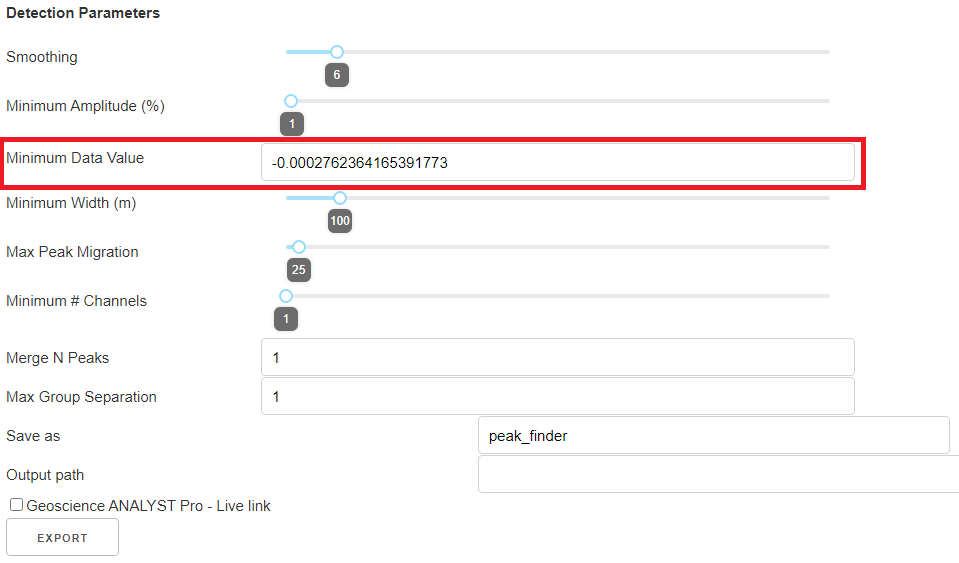 Detection Parameters
Smoothing
6
Minimum Amplitude (%)
1
Minimum Data Value -0.0002762364165391773
Minimum Width (m)
100
Max Peak Migration
25
Minimum # Channels
1
Merge N Peaks 1
Max Group Separation 1
Save as peak_finder
Output path
Geoscience ANALYST Pro - Live link
EXPORT